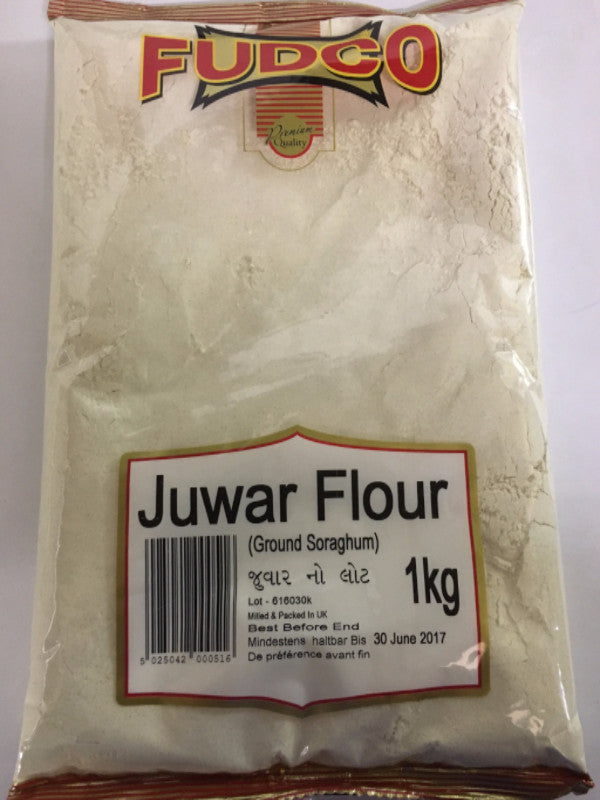 FUDCO
Premium
Quality
Juwar Flour
(Ground Soraghum)
જુવાર નો લોટ
1kg
Lot - 616030k
Milled & Packed In UK
Best Before End
Mindestens haltbar Bis 30 June 2017
De préférence avant fin
5 025042 000516